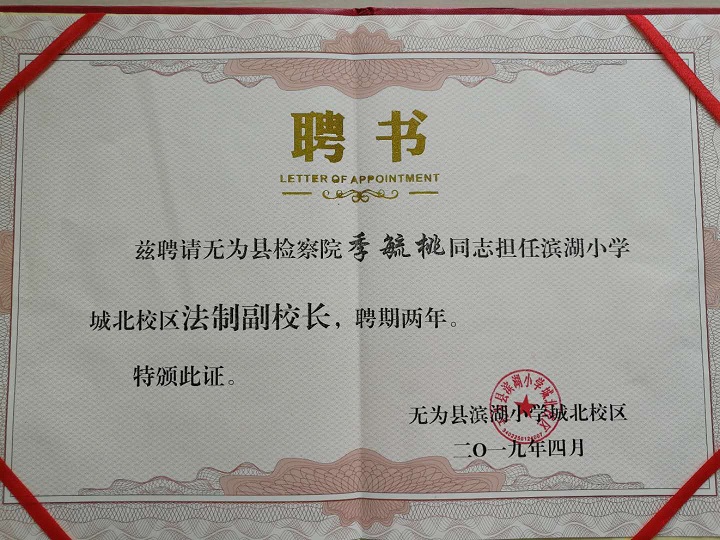 聘书
LETTER OF APPOINTMENT
兹聘请无为县检察院季毓桃同志担任滨湖小学
城北校区法制副校长，聘期两年。
特颁此证。
无为县滨湖小学城北校区
二O一九年四月